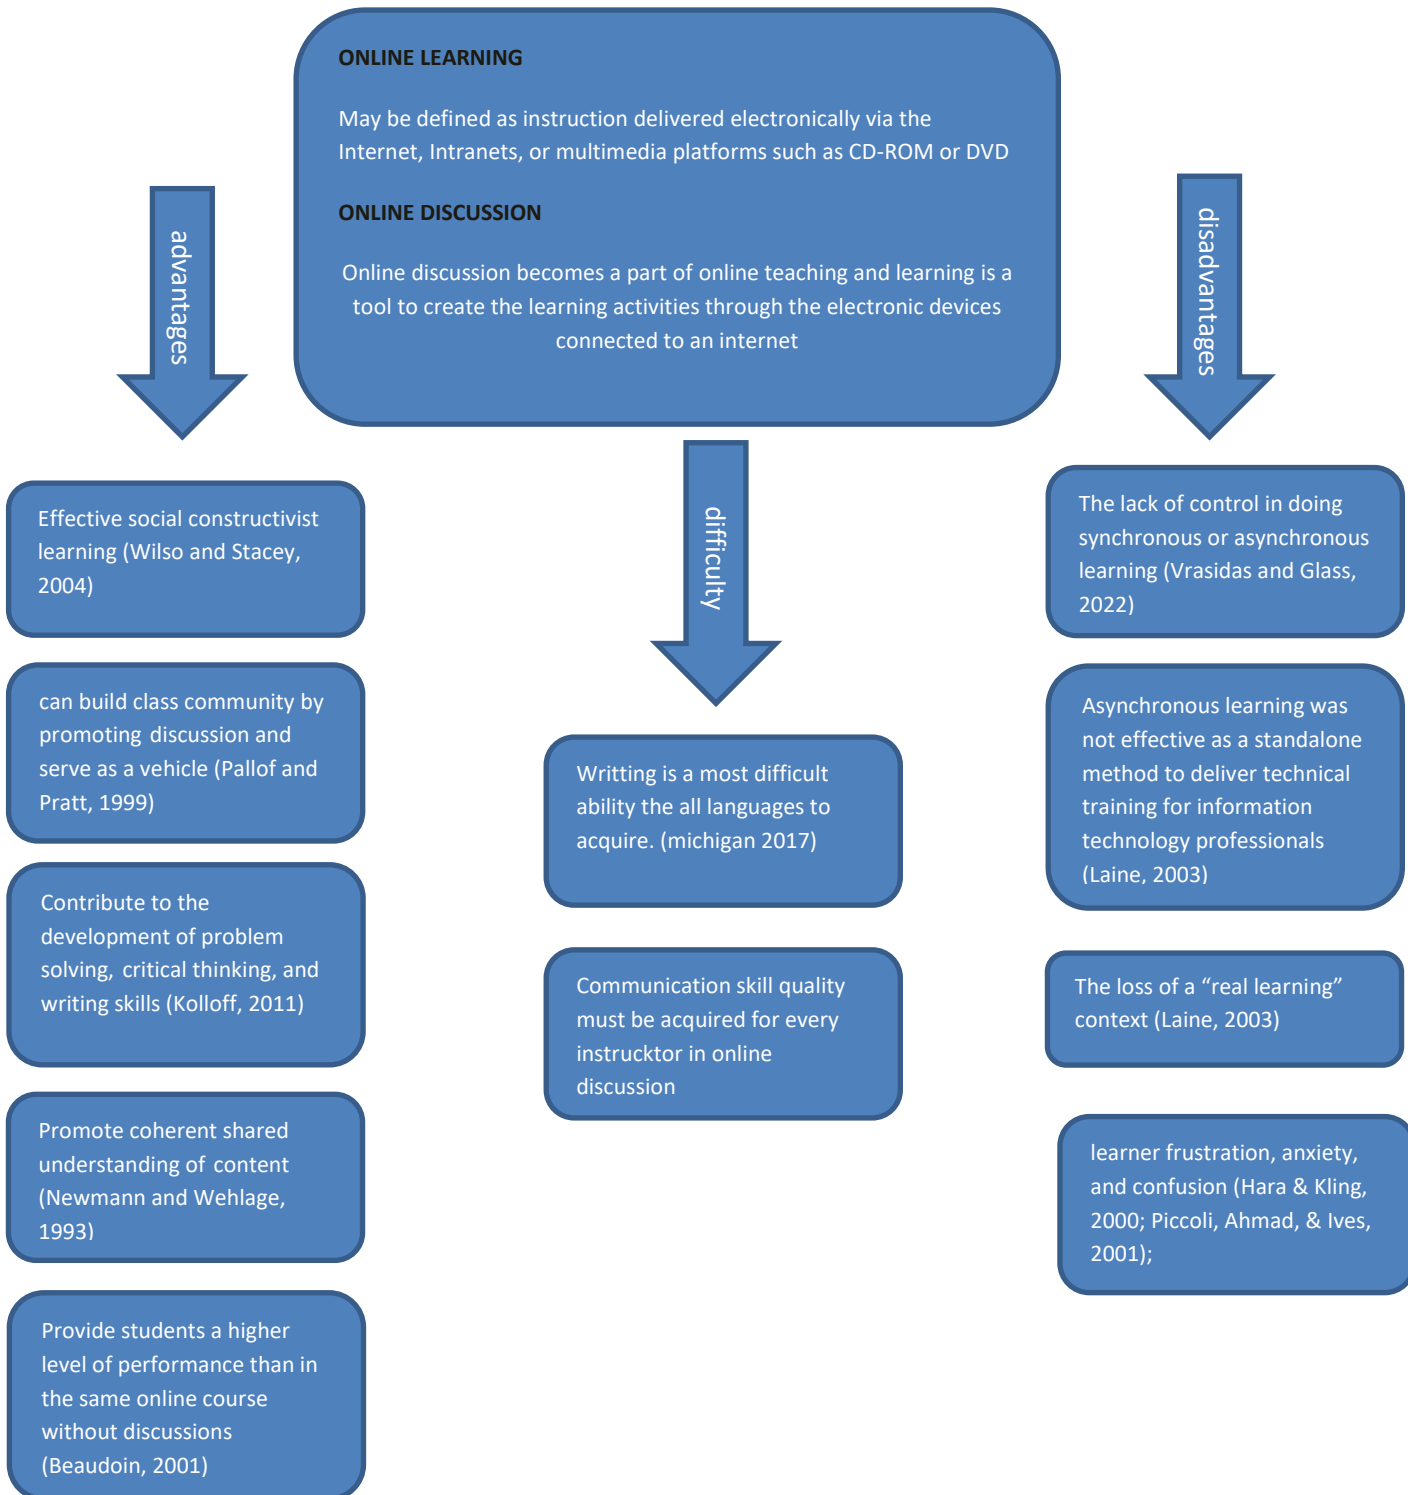 ONLINE LEARNING
May be defined as instruction delivered electronically via the
Internet, Intranets, or multimedia platforms such as CD-ROM or DVD
ONLINE DISCUSSION
Online discussion becomes a part of online teaching and learning is a
tool to create the learning activities through the electronic devices
connected to an internet
advantages
Effective social constructivist
learning (Wilso and Stacey,
2004)
can build class community by
promoting discussion and
serve as a vehicle (Pallof and
Pratt, 1999)
Contribute to the
development of problem
solving, critical thinking, and
writing skills (Kolloff, 2011)
Promote coherent shared
understanding of content
(Newmann and Wehlage,
1993)
Provide students a higher
level of performance than in
the same online course
without discussions
(Beaudoin, 2001)
difficulty
Writting is a most difficult
ability the all languages to
acquire. (michigan 2017)
Communication skill quality
must be acquired for every
instrucktor in online
discussion
disadvantages
The lack of control in doing
synchronous or asynchronous
learning (Vrasidas and Glass,
2022)
Asynchronous learning was
not effective as a standalone
method to deliver technical
training for information
technology professionals
(Laine, 2003)
The loss of a “real learning”
context (Laine, 2003)
learner frustration, anxiety,
and confusion (Hara & Kling,
2000; Piccoli, Ahmad, & Ives,
2001);